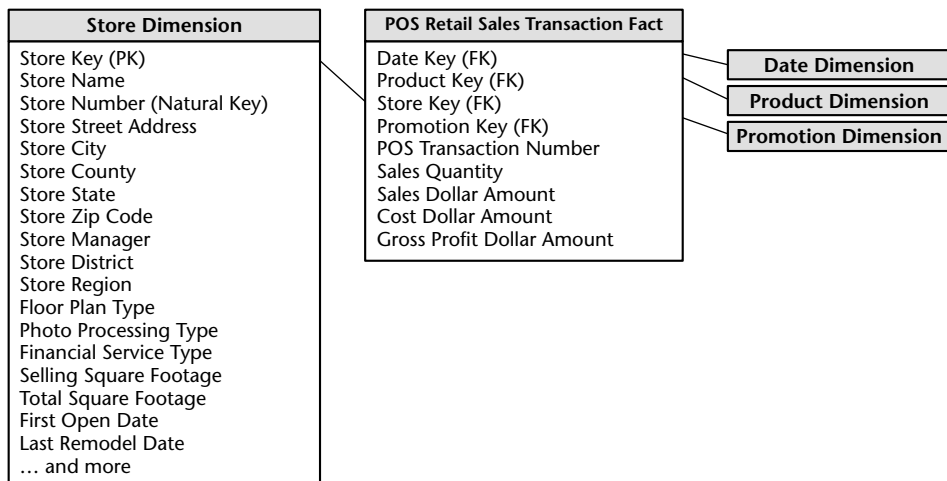 Store Dimension
Store Key (PK)
Store Name
Store Number (Natural Key)
Store Street Address
Store City
Store County
Store State
Store Zip Code
Store Manager
Store District
Store Region
Floor Plan Type
Photo Processing Type
Financial Service Type
Selling Square Footage
Total Square Footage
First Open Date
Last Remodel Date
… and more
POS Retail Sales Transaction Fact
Date Key (FK)
Product Key (FK)
Store Key (FK)
Promotion Key (FK)
POS Transaction Number
Sales Quantity
Sales Dollar Amount
Cost Dollar Amount
Gross Profit Dollar Amount
Date Dimension
Product Dimension
Promotion Dimension